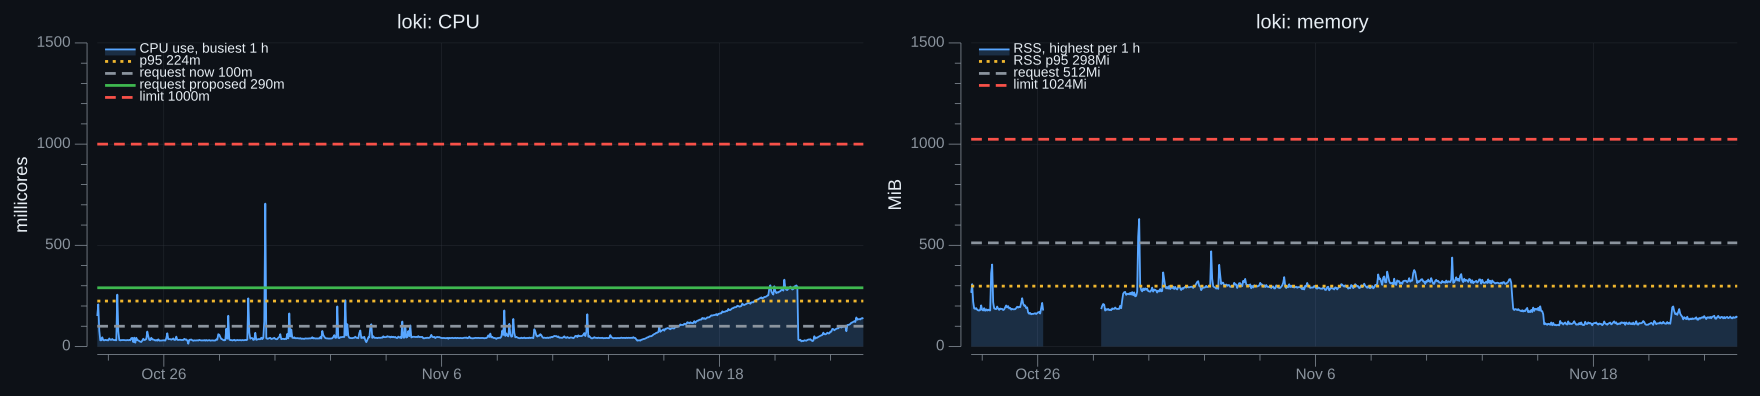 loki: CPU
1500
1000
500
0
millicores
CPU use, busiest 1 h
p95 224m
request now 100m
request proposed 290m
limit 1000m
Oct 26
Nov 6
Nov 18
loki: memory
1500
1000
500
0
MiB
RSS, highest per 1 h
RSS p95 298Mi
request 512Mi
limit 1024Mi
Oct 26
Nov 6
Nov 18